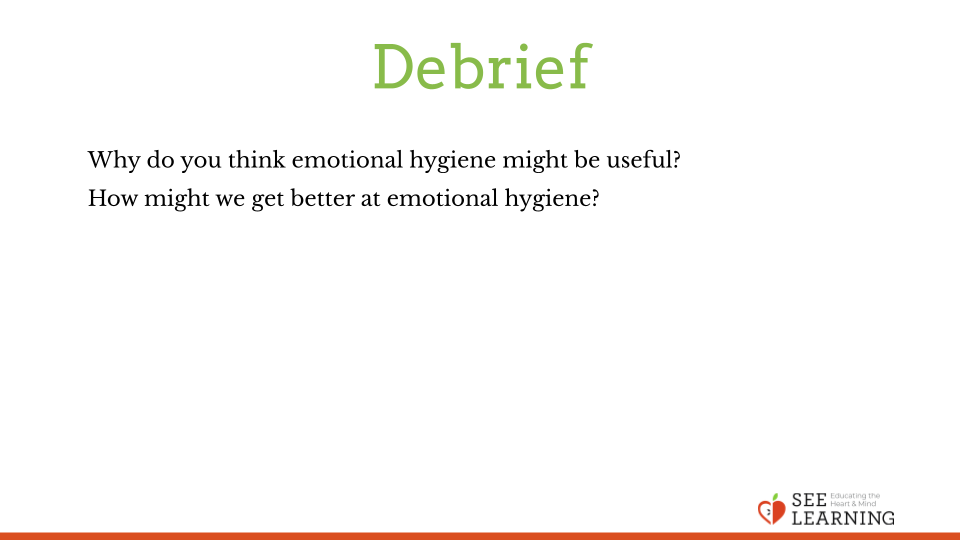 Debrief
Why do you think emotional hygiene might be useful?
How might we get better at emotional hygiene?
SEE Educating the
Heart & Mind
LEARNING